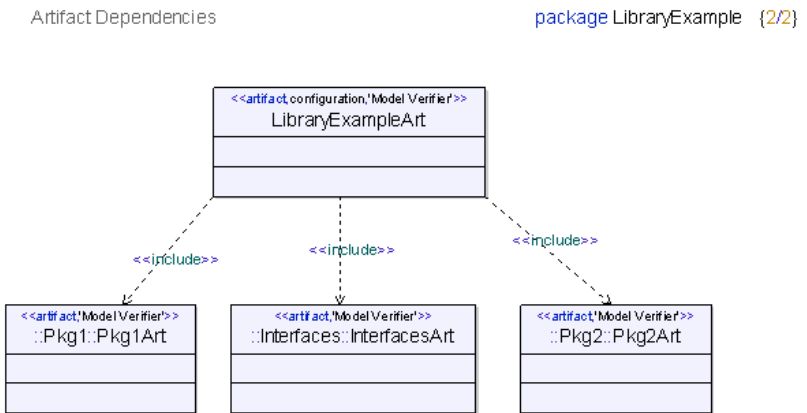 Artifact Dependencies
package LibraryExample {2/2}
<<artifact,configuration,'Model Verifier'>>
LibraryExampleArt
<<include>>
<<include>>
<<include>>
<<artifact,'Model Verifier'>>
::Pkg1::Pkg1Art
<<artifact,'Model Verifier'>>
::Interfaces::InterfacesArt
<<artifact,'Model Verifier'>>
::Pkg2::Pkg2Art